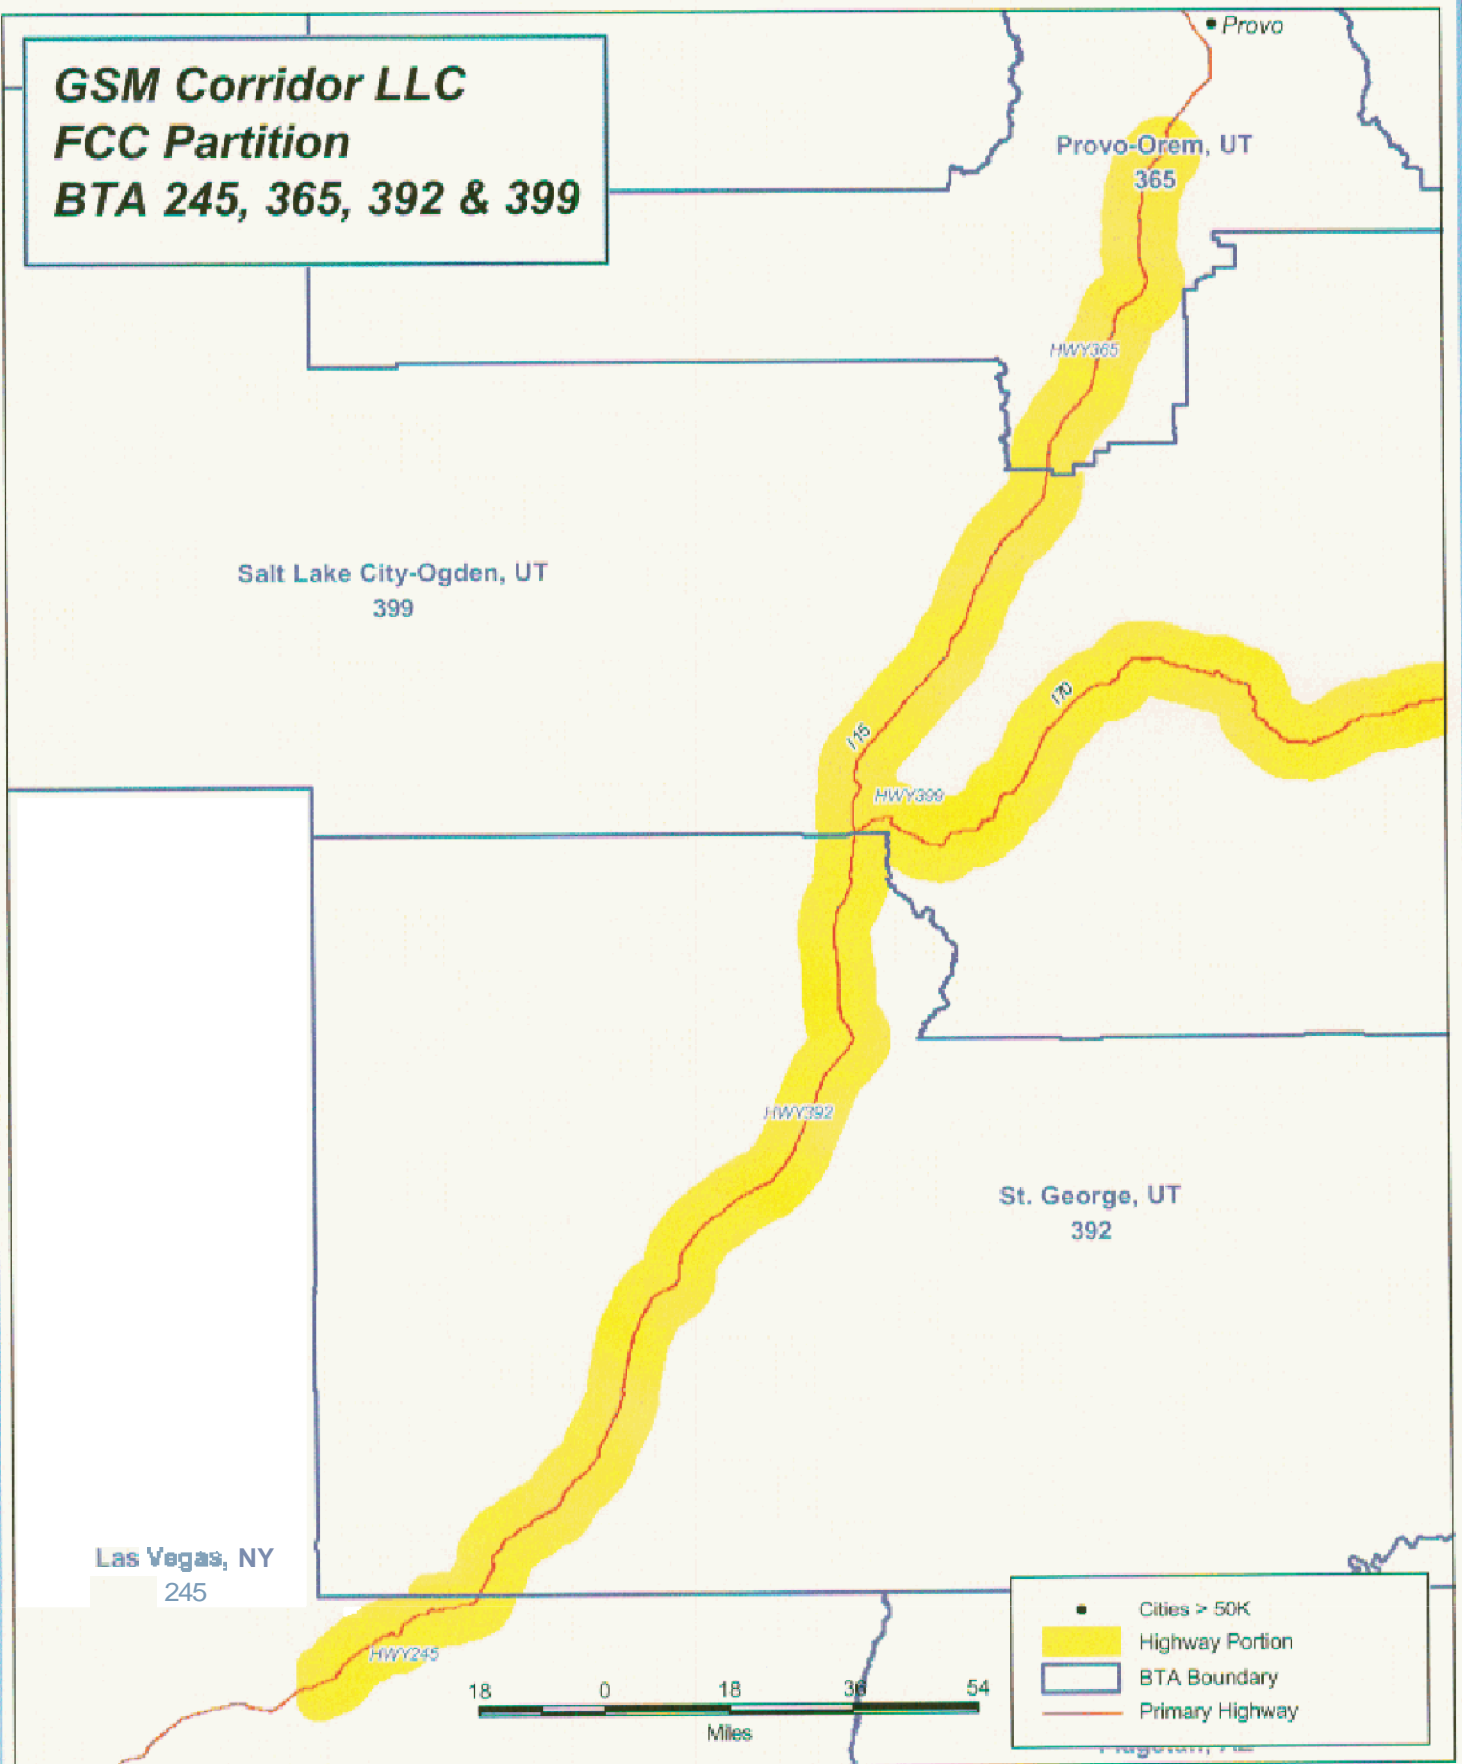 GSM Corridor LLC
FCC Partition
BTA 245, 365, 392 & 399
Provo
Provo-Orem, UT
365
HWY365
Salt Lake City-Ogden, UT
399
I70
I15
HWY399
HWY392
St. George, UT
392
Las Vegas, NY
245
HWY245
18 0 18 36 54
Miles
Cities > 50K
Highway Portion
BTA Boundary
Primary Highway